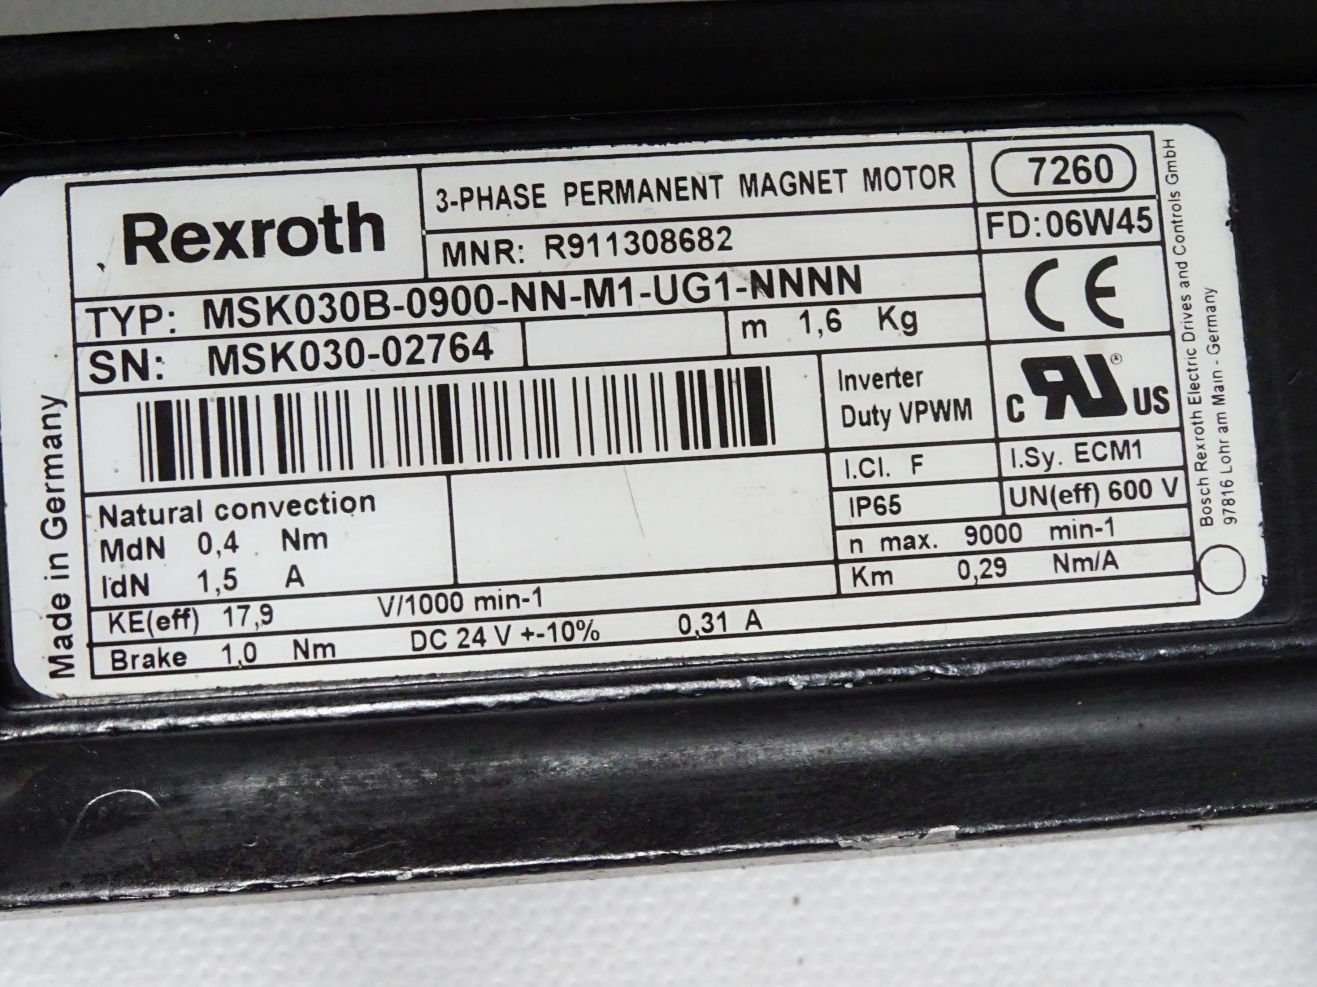 Rexroth
3-PHASE PERMANENT MAGNET MOTOR
7260
MNR: R911308682
FD:06W45
TYP: MSK030B-0900-NN-M1-UG1-NNNN
SN: MSK030-02764
m 1,6 Kg
CE
Inverter
Duty VPWM
c RU ® US
I.Cl. F
I.Sy. ECM1
IP65
UN(eff) 600 V
n max. 9000 min-1
Km 0,29 Nm/A
Natural convection
MdN 0,4 Nm
IdN 1,5 A
KE(eff) 17,9 V/1000 min-1
Brake 1,0 Nm DC 24 V +-10% 0,31 A
Made in Germany
Bosch Rexroth Electric Drives and Controls GmbH
97816 Lohr am Main - Germany